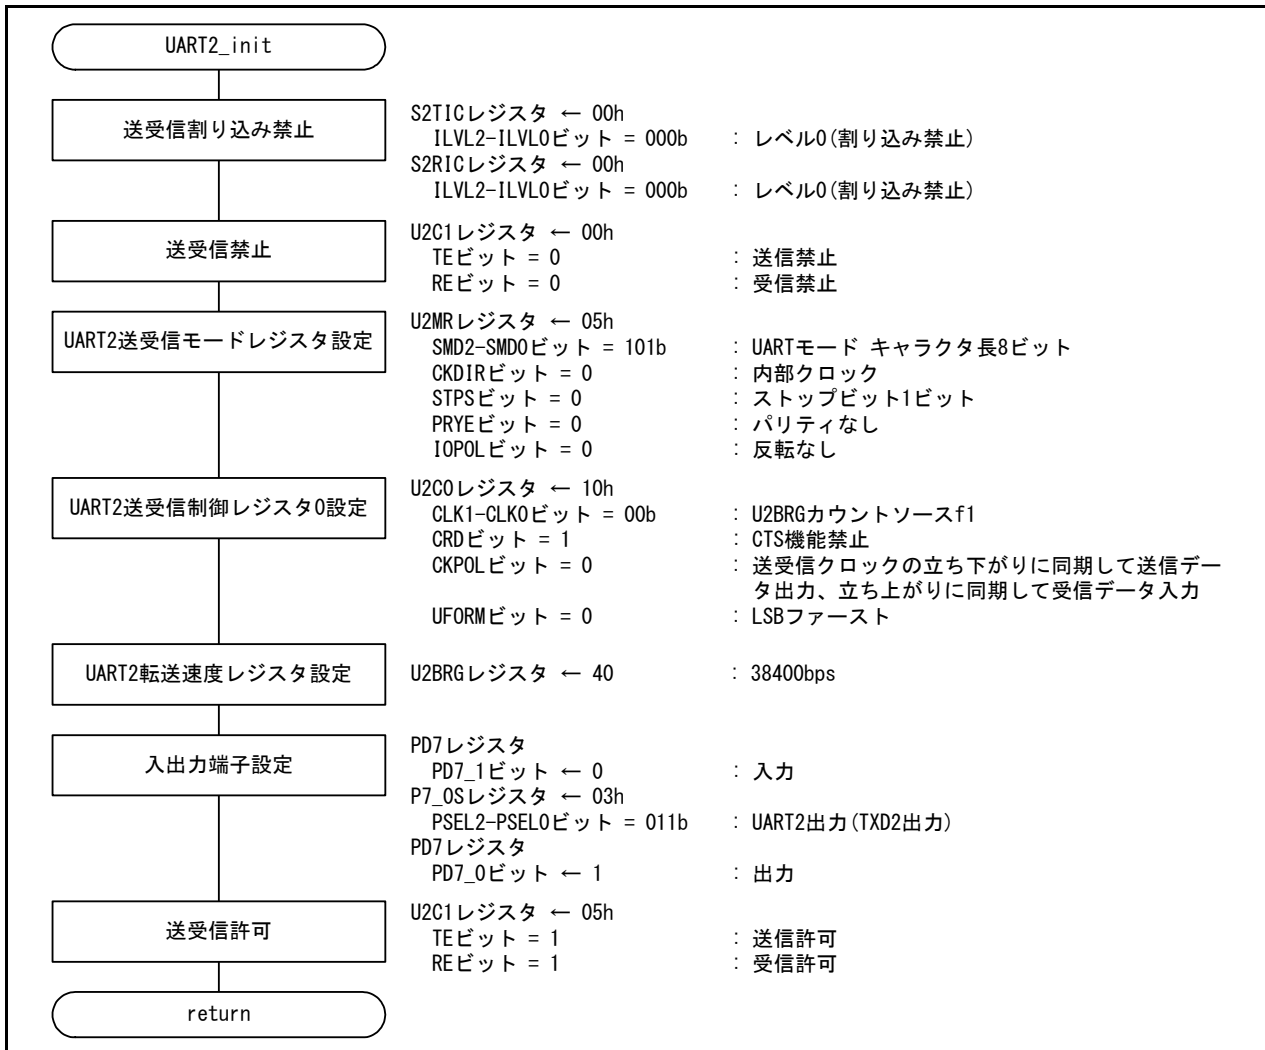 UART2_init
送受信割り込み禁止
S2TICレジスタ ← 00h
ILVL2-ILVL0ビット = 000b : レベル0(割り込み禁止)
S2RICレジスタ ← 00h
ILVL2-ILVL0ビット = 000b : レベル0(割り込み禁止)
送受信禁止
U2C1レジスタ ← 00h
TEビット = 0 : 送信禁止
REビット = 0 : 受信禁止
UART2送受信モードレジスタ設定
U2MRレジスタ ← 05h
SMD2-SMD0ビット = 101b : UARTモード キャラクタ長8ビット
CKDIRビット = 0 : 内部クロック
STPSビット = 0 : ストップビット1ビット
PRYEビット = 0 : パリティなし
IOPOLビット = 0 : 反転なし
UART2送受信制御レジスタ0設定
U2C0レジスタ ← 10h
CLK1-CLK0ビット = 00b : U2BRGカウントソースf1
CRDビット = 1 : CTS機能禁止
CKPOLビット = 0 : 送受信クロックの立ち下がりに同期して送信デー
タ出力、立ち上がりに同期して受信データ入力
UFORMビット = 0 : LSBファースト
UART2転送速度レジスタ設定
U2BRGレジスタ ← 40 : 38400bps
入出力端子設定
PD7レジスタ
PD7_1ビット ← 0 : 入力
P7_0Sレジスタ ← 03h
PSEL2-PSEL0ビット = 011b : UART2出力(TXD2出力)
PD7レジスタ
PD7_0ビット ← 1 : 出力
送受信許可
U2C1レジスタ ← 05h
TEビット = 1 : 送信許可
REビット = 1 : 受信許可
return